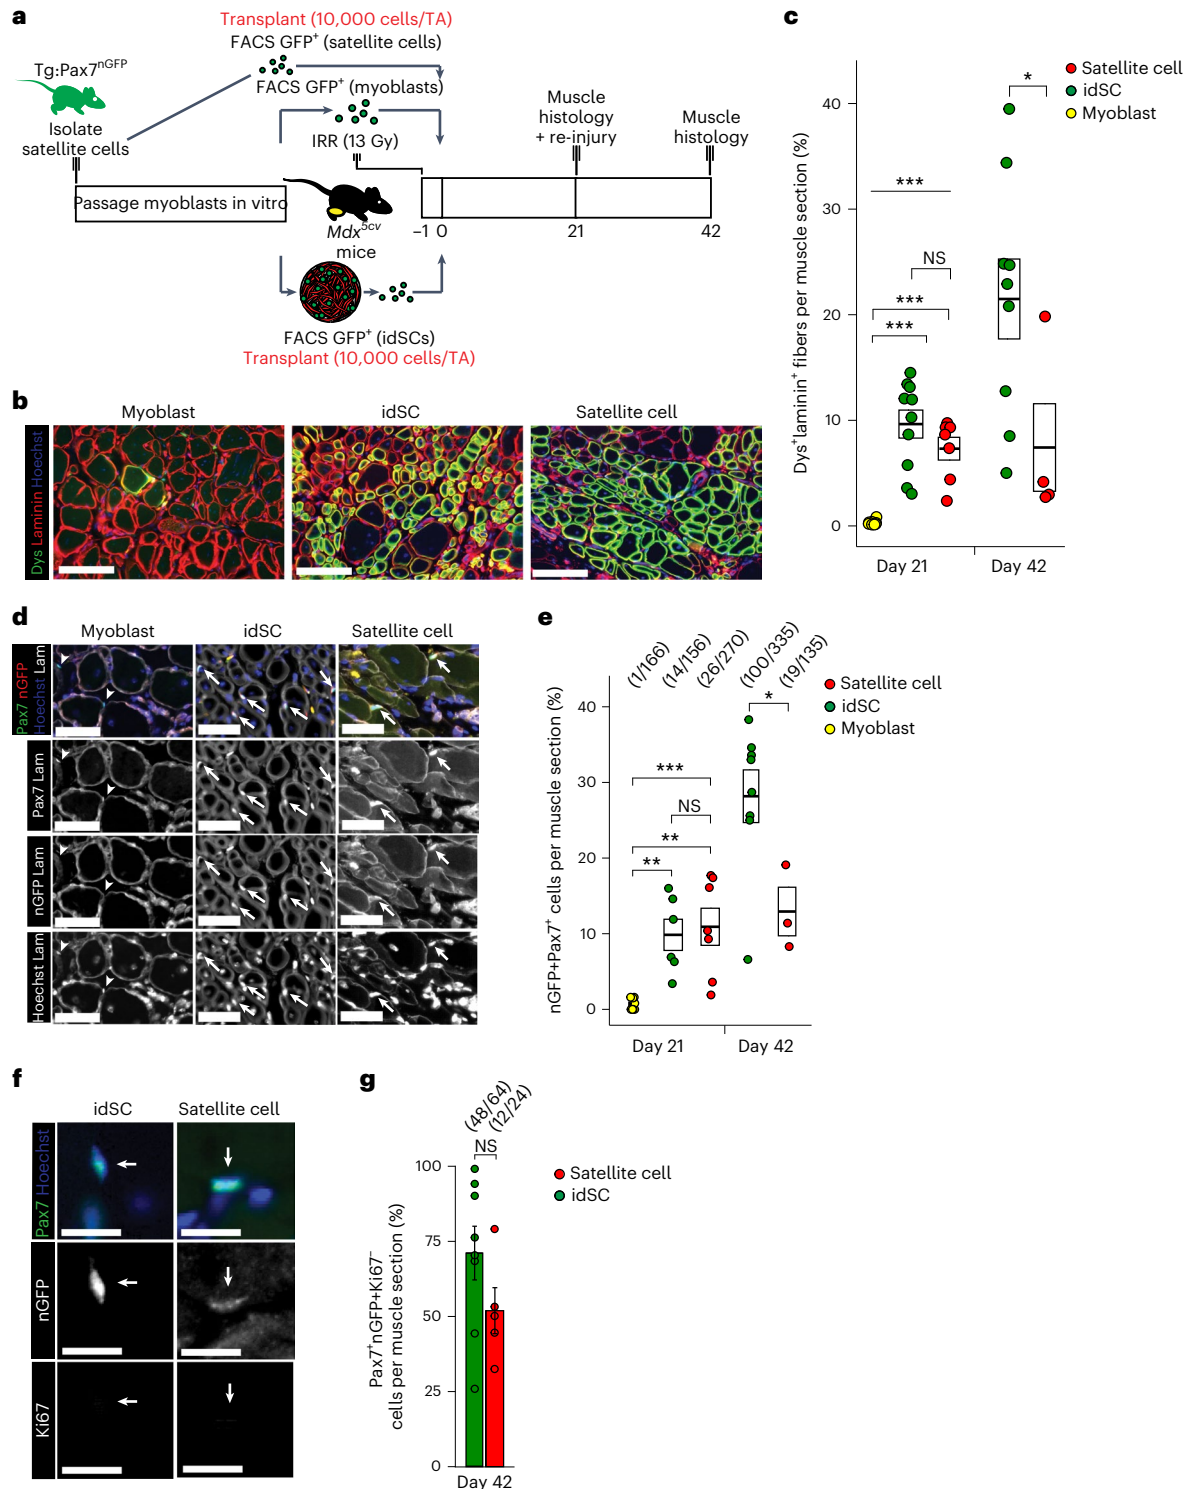 a
Transplant (10,000 cells/TA)
FACS GFP+ (satellite cells)
Tg:Pax7nGFP
FACS GFP+ (myoblasts)
Isolate
satellite cells
IRR (13 Gy)
Muscle
histology
+ re-injury
Muscle
histology
Passage myoblasts in vitro
Mdx5cv
mice
−1 0 21 42
FACS GFP+ (idSCs)
Transplant (10,000 cells/TA)
b
Myoblast idSC Satellite cell
Dys Laminin Hoechst
c
Dys+laminin+ fibers per muscle section (%)
Satellite cell
idSC
Myoblast
40
30
20
10
0
***
NS
***
***
*
Day 21 Day 42
d
Myoblast idSC Satellite cell
Pax7 nGFP
Hoechst Lam
Pax7 Lam
nGFP Lam
Hoechst Lam
e
(1/166)
(14/156)
(26/270)
(100/335)
(19/135)
nGFP+Pax7+ cells per muscle section (%)
Satellite cell
idSC
Myoblast
40
30
20
10
0
*
***
NS
**
**
Day 21 Day 42
f
idSC Satellite cell
Pax7 Hoechst
nGFP
Ki67
g
(48/64)
(12/24)
NS
Satellite cell
idSC
Pax7+nGFP+Ki67−
cells per muscle section (%)
100
75
50
25
0
Day 42